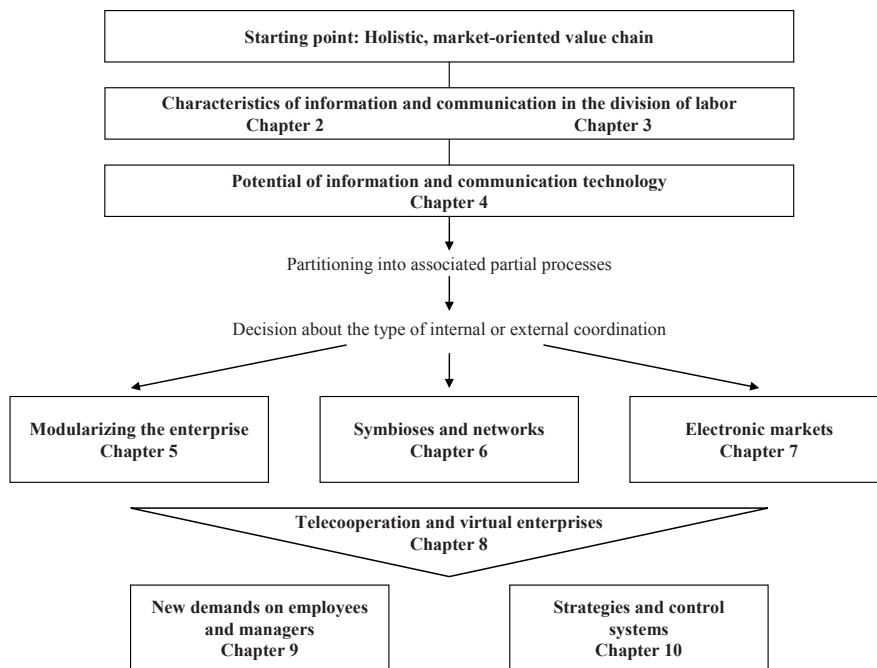 Starting point: Holistic, market-oriented value chain
Characteristics of information and communication in the division of labor
Chapter 2 Chapter 3
Potential of information and communication technology
Chapter 4
Partitioning into associated partial processes
Decision about the type of internal or external coordination
Modularizing the enterprise
Chapter 5
Symbioses and networks
Chapter 6
Electronic markets
Chapter 7
Telecooperation and virtual enterprises
Chapter 8
New demands on employees
and managers
Chapter 9
Strategies and control
systems
Chapter 10